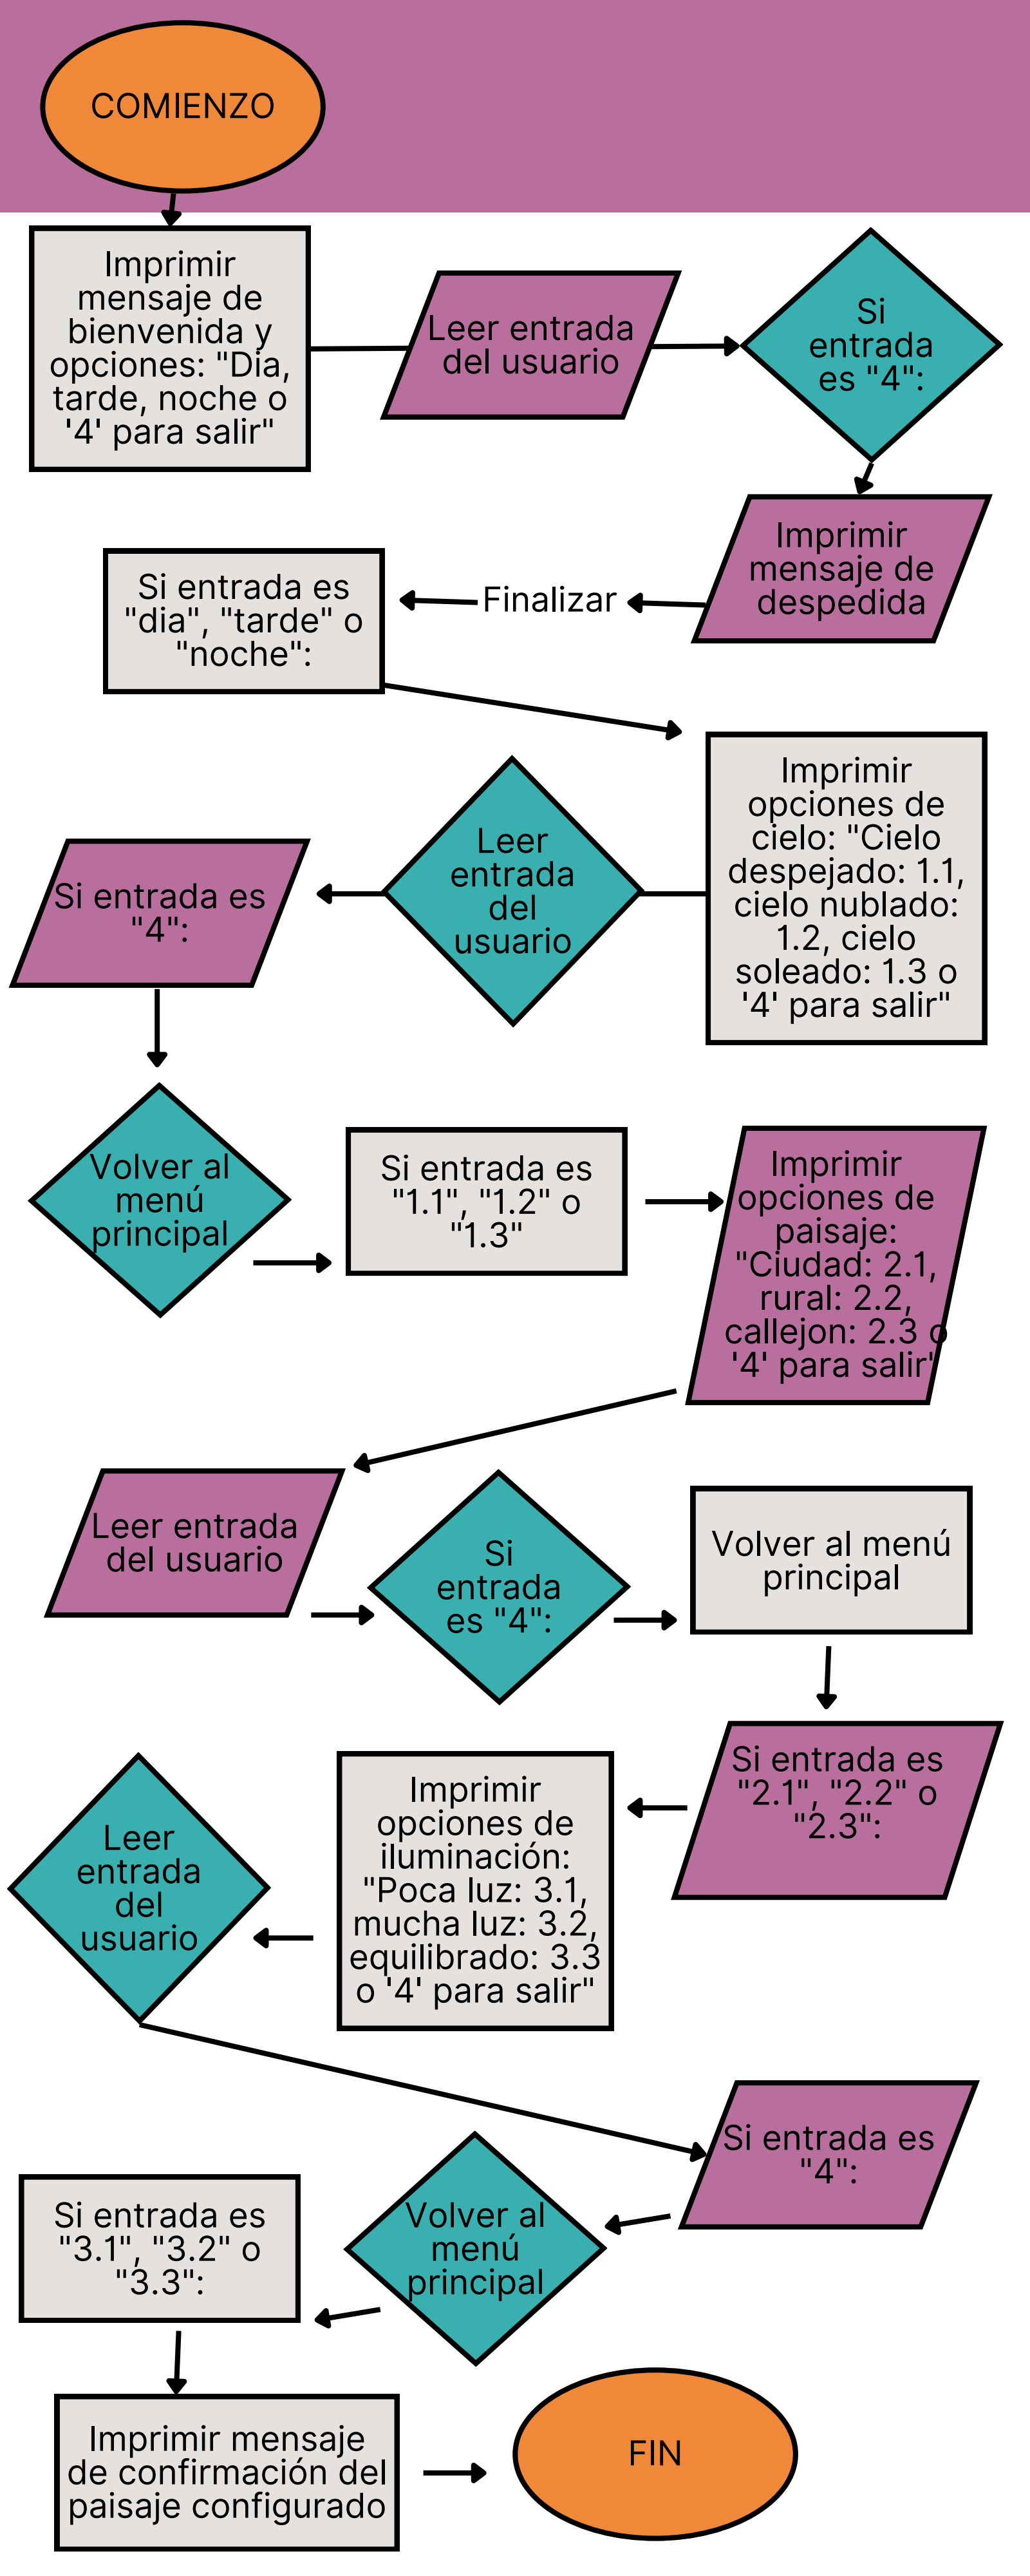 COMIENZO
Imprimir
mensaje de
bienvenida y
opciones: "Dia,
tarde, noche o
'4' para salir"
Leer entrada
del usuario
Si
entrada
es "4":
Imprimir
mensaje de
despedida
Finalizar
Si entrada es
"dia", "tarde" o
"noche":
Imprimir
opciones de
cielo: "Cielo
despejado: 1.1,
cielo nublado:
1.2, cielo
soleado: 1.3 o
'4' para salir"
Leer
entrada
del
usuario
Si entrada es
"4":
Volver al
menú
principal
Si entrada es
"1.1", "1.2" o
"1.3"
Imprimir
opciones de
paisaje:
"Ciudad: 2.1,
rural: 2.2,
callejon: 2.3 o
'4' para salir"
Leer entrada
del usuario
Si
entrada
es "4":
Volver al menú
principal
Si entrada es
"2.1", "2.2" o
"2.3":
Imprimir
opciones de
iluminación:
"Poca luz: 3.1,
mucha luz: 3.2,
equilibrado: 3.3
o '4' para salir"
Leer
entrada
del
usuario
Si entrada es
"4":
Volver al
menú
principal
Si entrada es
"3.1", "3.2" o
"3.3":
Imprimir mensaje
de confirmación del
paisaje configurado
FIN